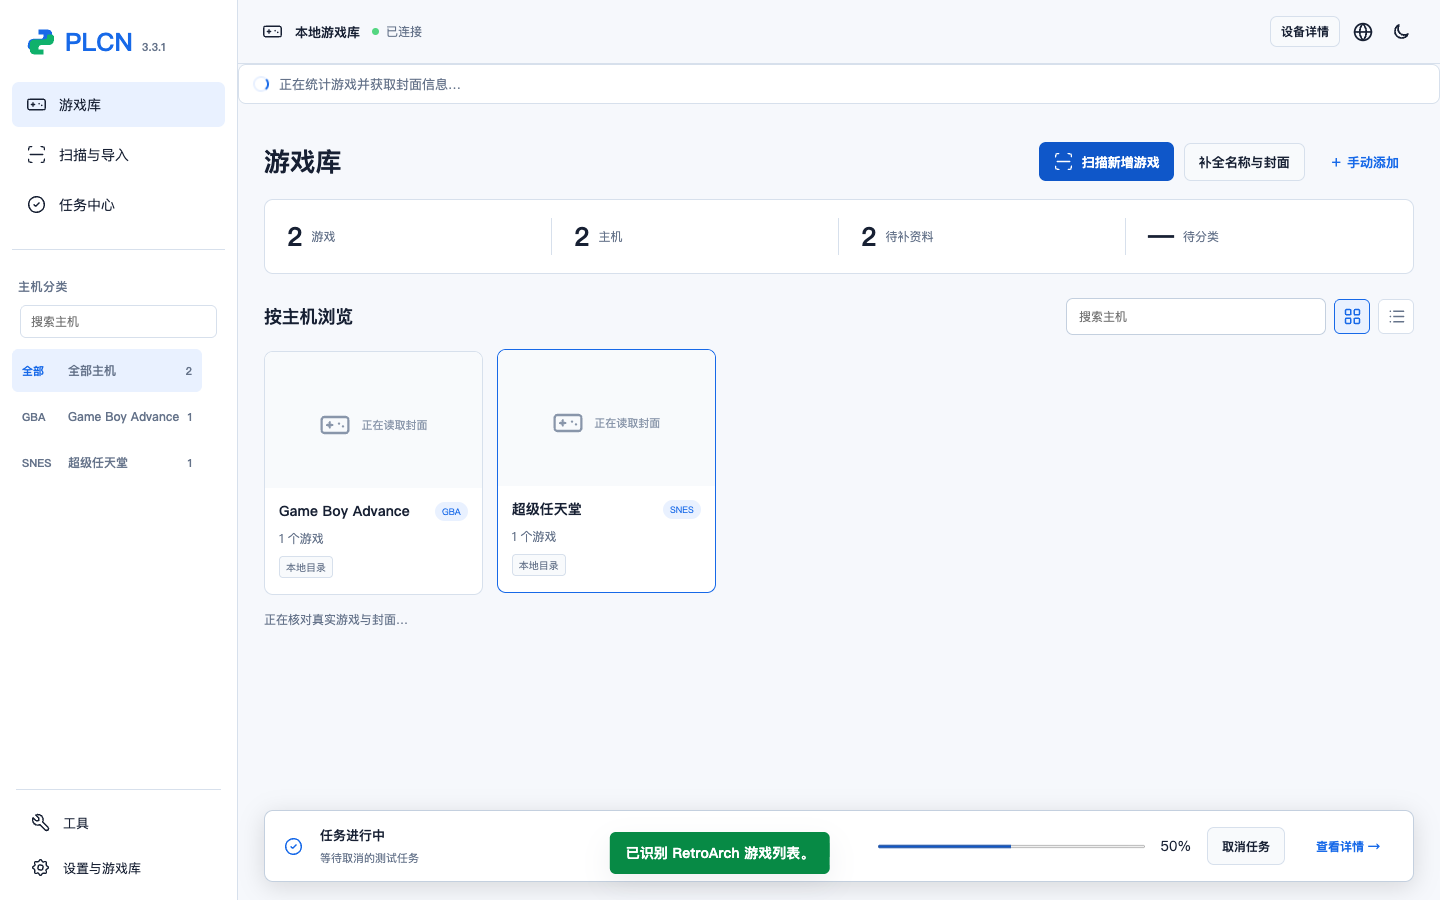 PLCN 3.3.1
游戏库
扫描与导入
任务中心
主机分类
搜索主机
全部 全部主机 2
GBA Game Boy Advance 1
SNES 超级任天堂 1
工具
设置与游戏库
本地游戏库 已连接
设备详情
正在统计游戏并获取封面信息...
游戏库
扫描新增游戏
补全名称与封面
+ 手动添加
2 游戏
2 主机
2 待补资料
— 待分类
按主机浏览
搜索主机
正在读取封面
Game Boy Advance GBA
1 个游戏
本地目录
正在读取封面
超级任天堂 SNES
1 个游戏
本地目录
正在核对真实游戏与封面...
任务进行中
等待取消的测试任务
已识别 RetroArch 游戏列表。
50%
取消任务
查看详情 →